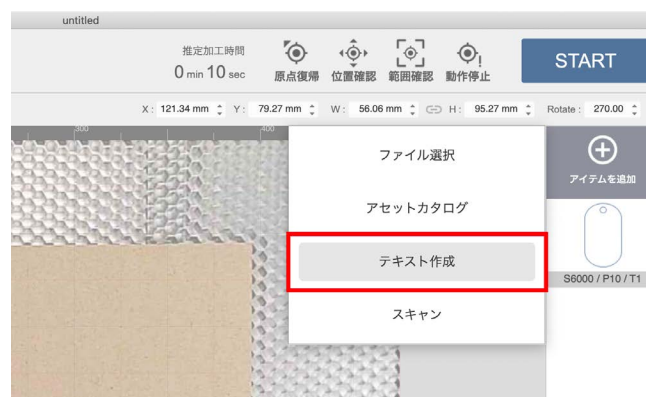 untitled
推定加工時間
0 min 10 sec
原点復帰
位置確認
範囲確認
動作停止
START
X : 121.34 mm Y : 79.27 mm W : 56.06 mm H : 95.27 mm Rotate : 270.00
300
400
ファイル選択
アセットカタログ
テキスト作成
スキャン
アイテムを追加
S6000 / P10 / T1